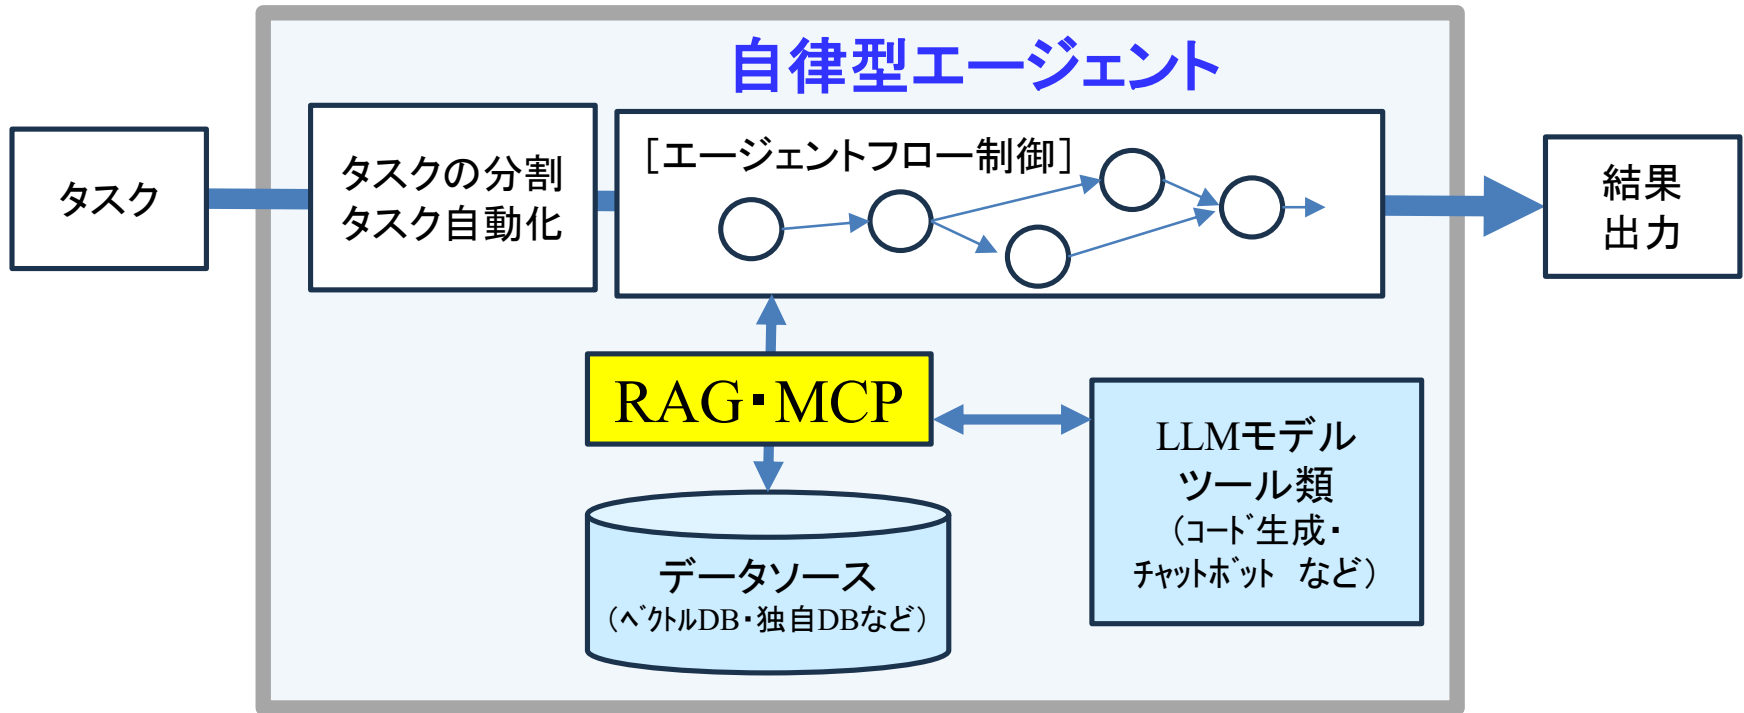 自律型エージェント
タスク
タスクの分割
タスク自動化
[エージェントフロー制御]
結果
出力
RAG・MCP
LLMモデル
ツール類
（ｺｰﾄﾞ生成・
ﾁｬｯﾄﾎﾞｯﾄ など）
データソース
（ﾍﾞｸﾄﾙDB・独自DBなど）